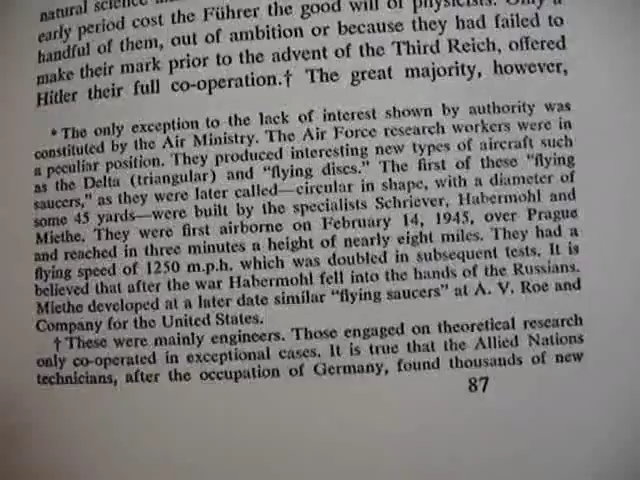 natural science
early period cost the Führer the good will of physicists. Only a
handful of them, out of ambition or because they had failed to
make their mark prior to the advent of the Third Reich, offered
Hitler their full co-operation.† The great majority, however,
* The only exception to the lack of interest shown by authority was
constituted by the Air Ministry. The Air Force research workers were in
a peculiar position. They produced interesting new types of aircraft such
as the Delta (triangular) and "flying discs." The first of these "flying
saucers," as they were later called—circular in shape, with a diameter of
some 45 yards—were built by the specialists Schriever, Habermohl and
Miethe. They were first airborne on February 14, 1945, over Prague
and reached in three minutes a height of nearly eight miles. They had a
flying speed of 1250 m.p.h. which was doubled in subsequent tests. It is
believed that after the war Habermohl fell into the hands of the Russians.
Miethe developed at a later date similar "flying saucers" at A. V. Roe and
Company for the United States.
† These were mainly engineers. Those engaged on theoretical research
only co-operated in exceptional cases. It is true that the Allied Nations
technicians, after the occupation of Germany, found thousands of new
87